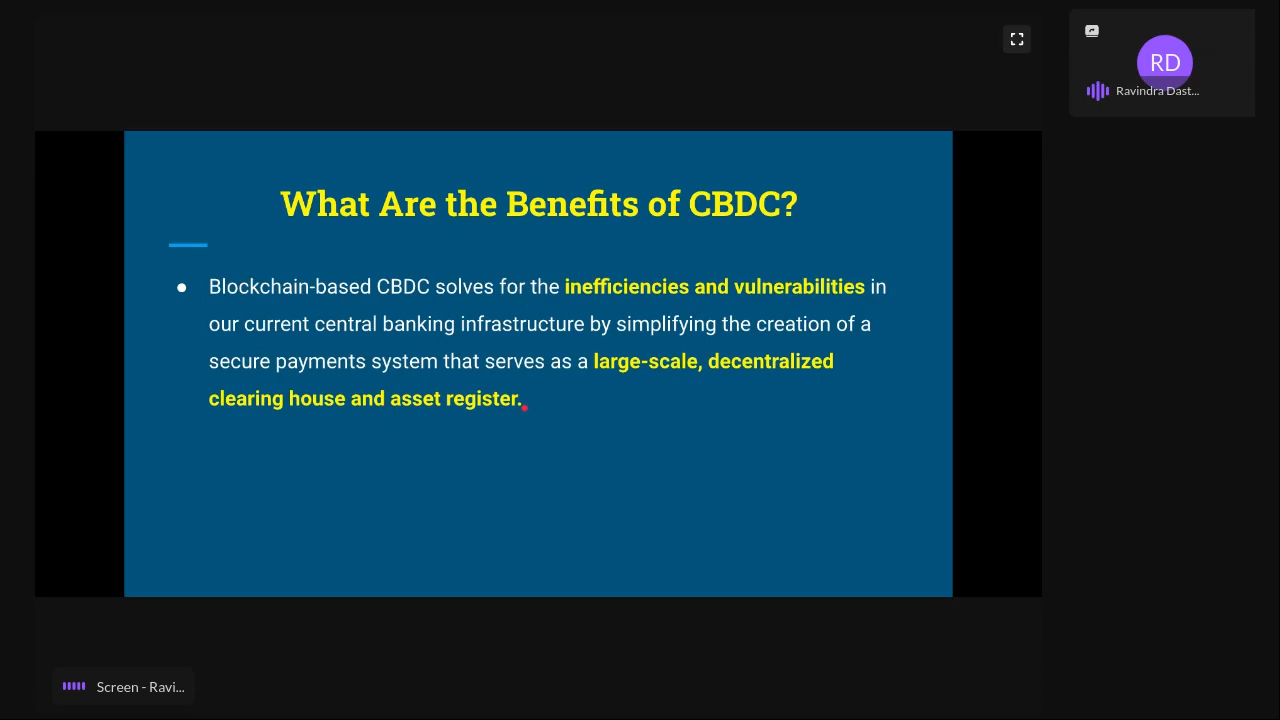 RD
Ravindra Dast...
What Are the Benefits of CBDC?
Blockchain-based CBDC solves for the inefficiencies and vulnerabilities in
our current central banking infrastructure by simplifying the creation of a
secure payments system that serves as a large-scale, decentralized
clearing house and asset register.
Screen - Ravi...